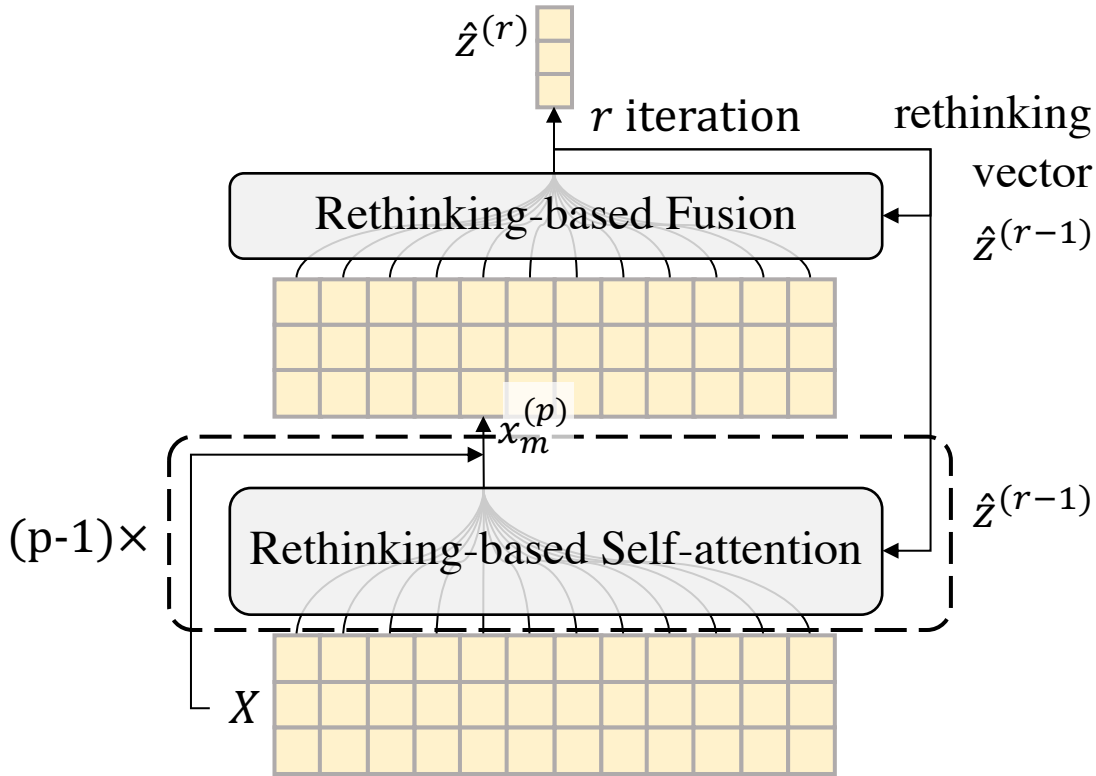 ẑ^(r)
r iteration
rethinking
vector
ẑ^(r−1)
Rethinking-based Fusion
x_m^(p)
(p-1)×
Rethinking-based Self-attention
ẑ^(r−1)
X